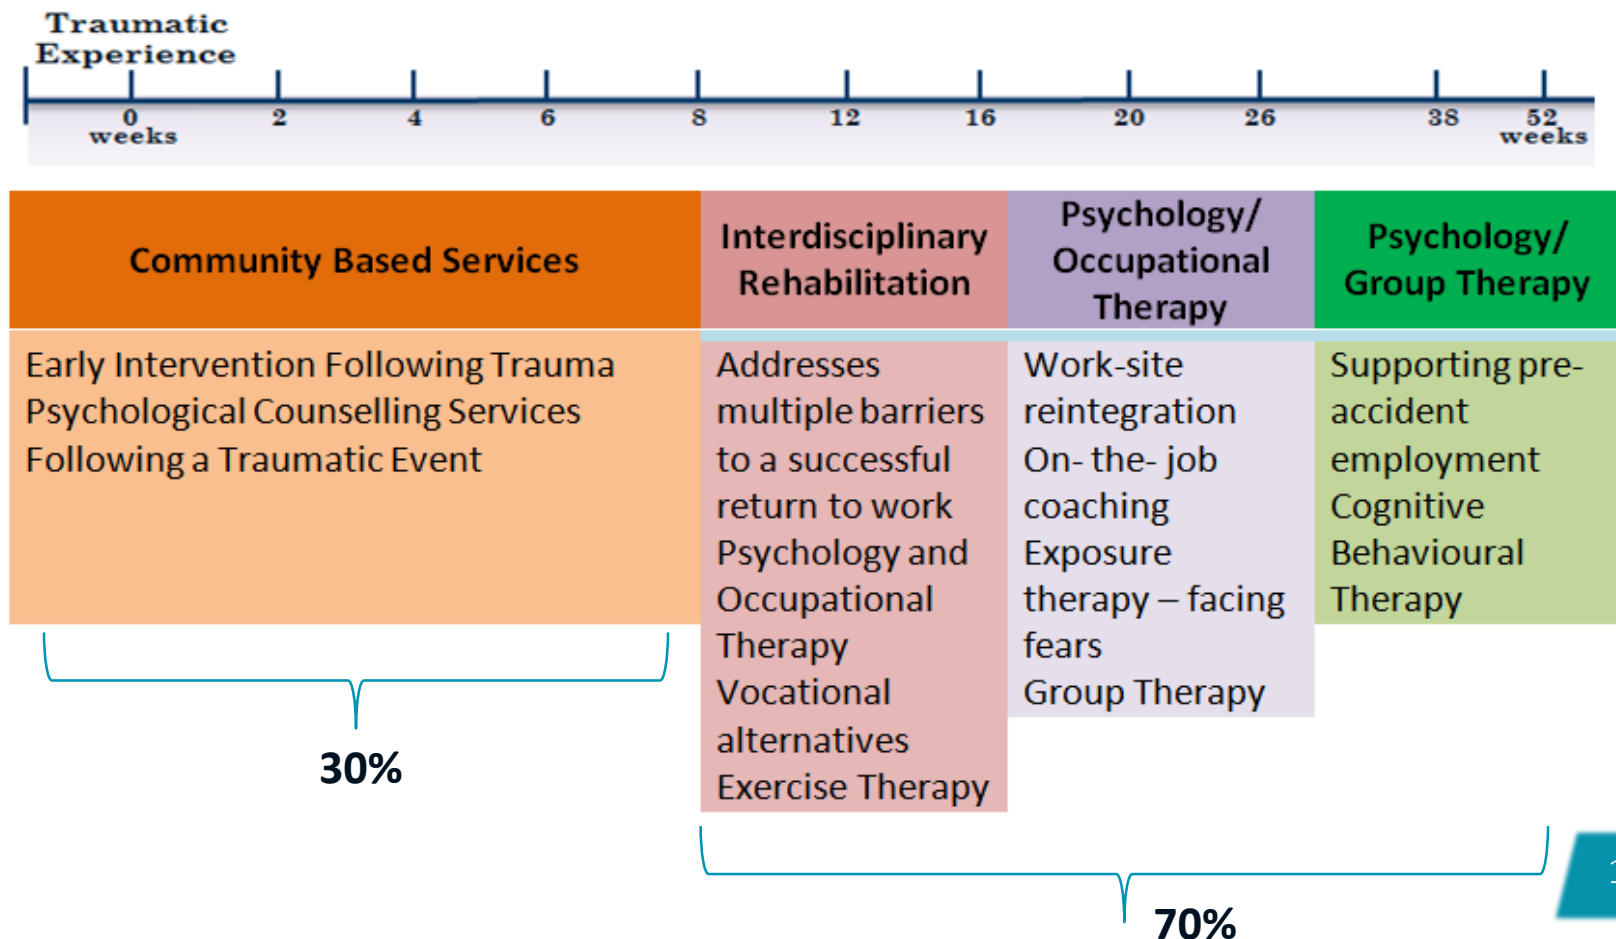 Traumatic
Experience
0
weeks
2
4
6
8
12
16
20
26
38
52
weeks
Community Based Services
Early Intervention Following Trauma
Psychological Counselling Services
Following a Traumatic Event
30%
Interdisciplinary
Rehabilitation
Addresses
multiple barriers
to a successful
return to work
Psychology and
Occupational
Therapy
Vocational
alternatives
Exercise Therapy
Psychology/
Occupational
Therapy
Work-site
reintegration
On- the- job
coaching
Exposure
therapy – facing
fears
Group Therapy
Psychology/
Group Therapy
Supporting pre-
accident
employment
Cognitive
Behavioural
Therapy
70%